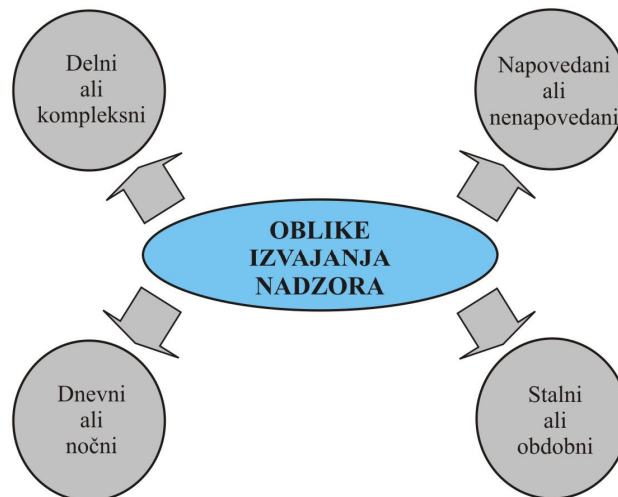 Delni
ali
kompleksni
Napovedani
ali
nenapovedani
OBLIKE
IZVAJANJA
NADZORA
Dnevni
ali
nočni
Stalni
ali
obdobni